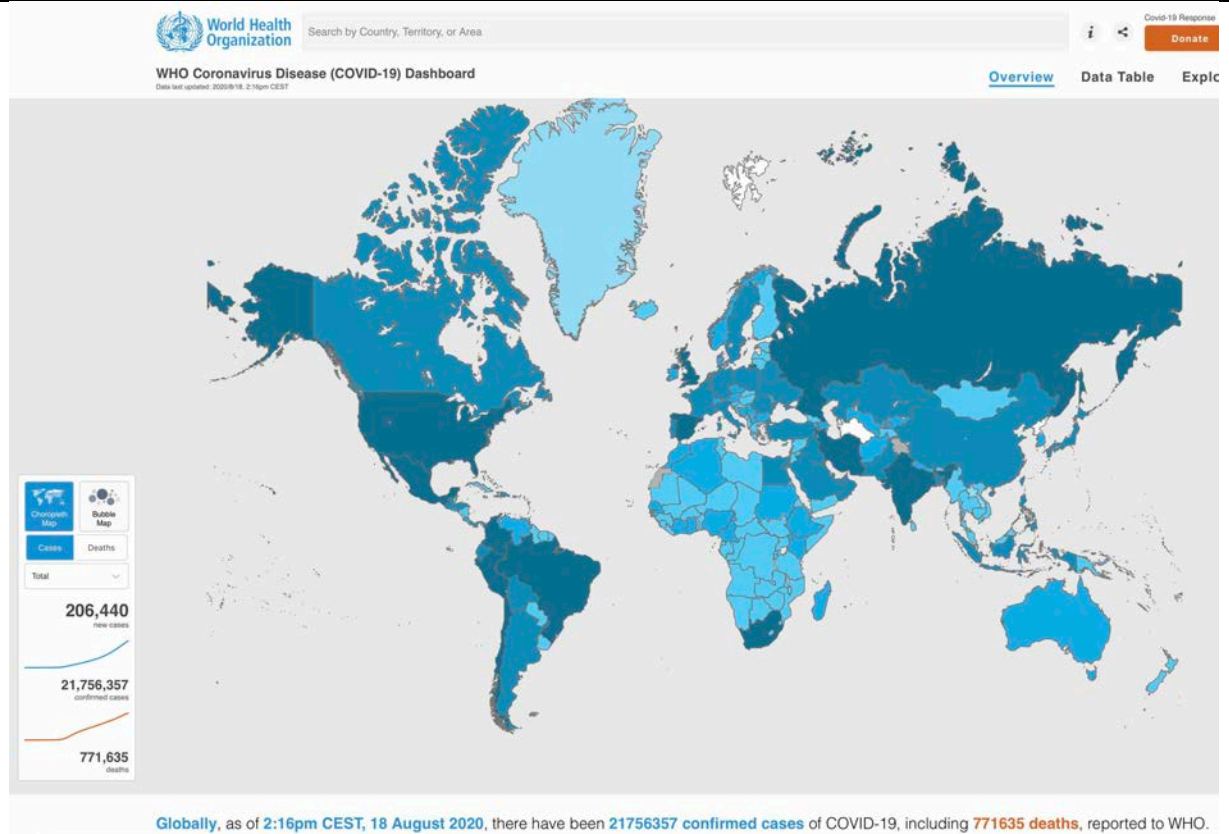 World Health
Organization
Search by Country, Territory, or Area
i
Covid-19 Response
Donate
WHO Coronavirus Disease (COVID-19) Dashboard
Data last updated: 2020/8/18, 2:16pm CEST
Overview Data Table Explo
Choropleth
Map
Bubble
Map
Cases Deaths
Total
206,440
new cases
21,756,357
confirmed cases
771,635
deaths
Globally, as of 2:16pm CEST, 18 August 2020, there have been 21756357 confirmed cases of COVID-19, including 771635 deaths, reported to WHO.